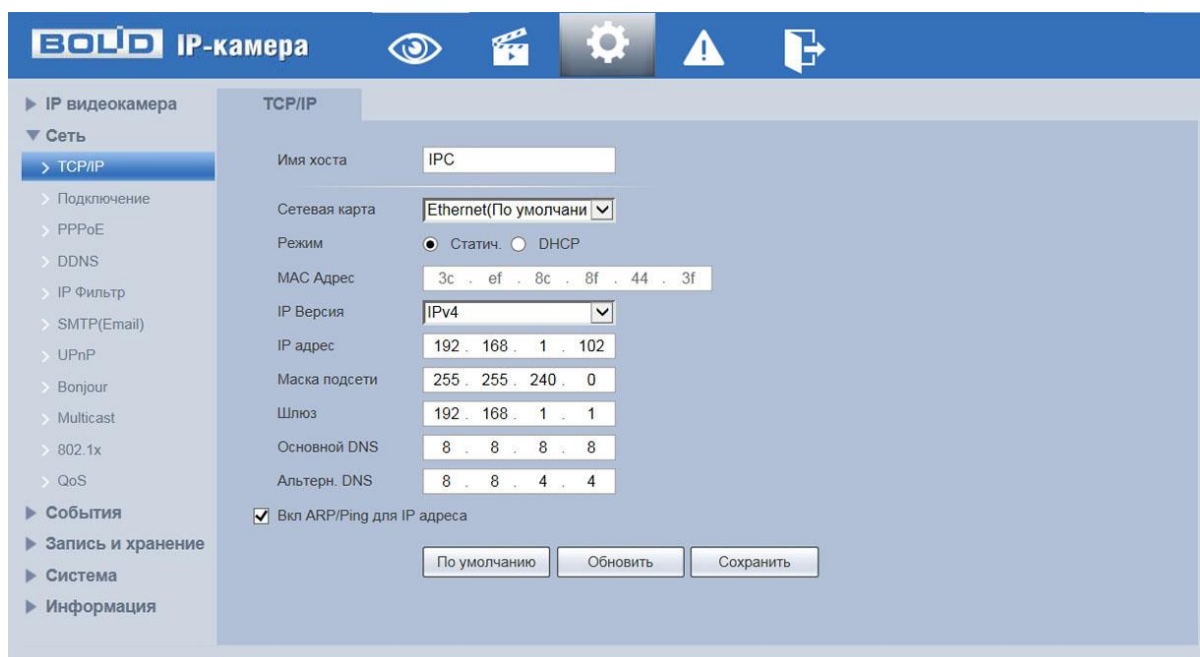 BOLID IP-камера
IP видеокамера
Сеть
TCP/IP
Подключение
PPPoE
DDNS
IP Фильтр
SMTP(Email)
UPnP
Bonjour
Multicast
802.1x
QoS
События
Запись и хранение
Система
Информация
TCP/IP
Имя хоста IPC
Сетевая карта Ethernet(По умолчани
Режим Статич. DHCP
MAC Адрес 3c . ef . 8c . 8f . 44 . 3f
IP Версия IPv4
IP адрес 192 . 168 . 1 . 102
Маска подсети 255 . 255 . 240 . 0
Шлюз 192 . 168 . 1 . 1
Основной DNS 8 . 8 . 8 . 8
Альтерн. DNS 8 . 8 . 4 . 4
Вкл ARP/Ping для IP адреса
По умолчанию Обновить Сохранить